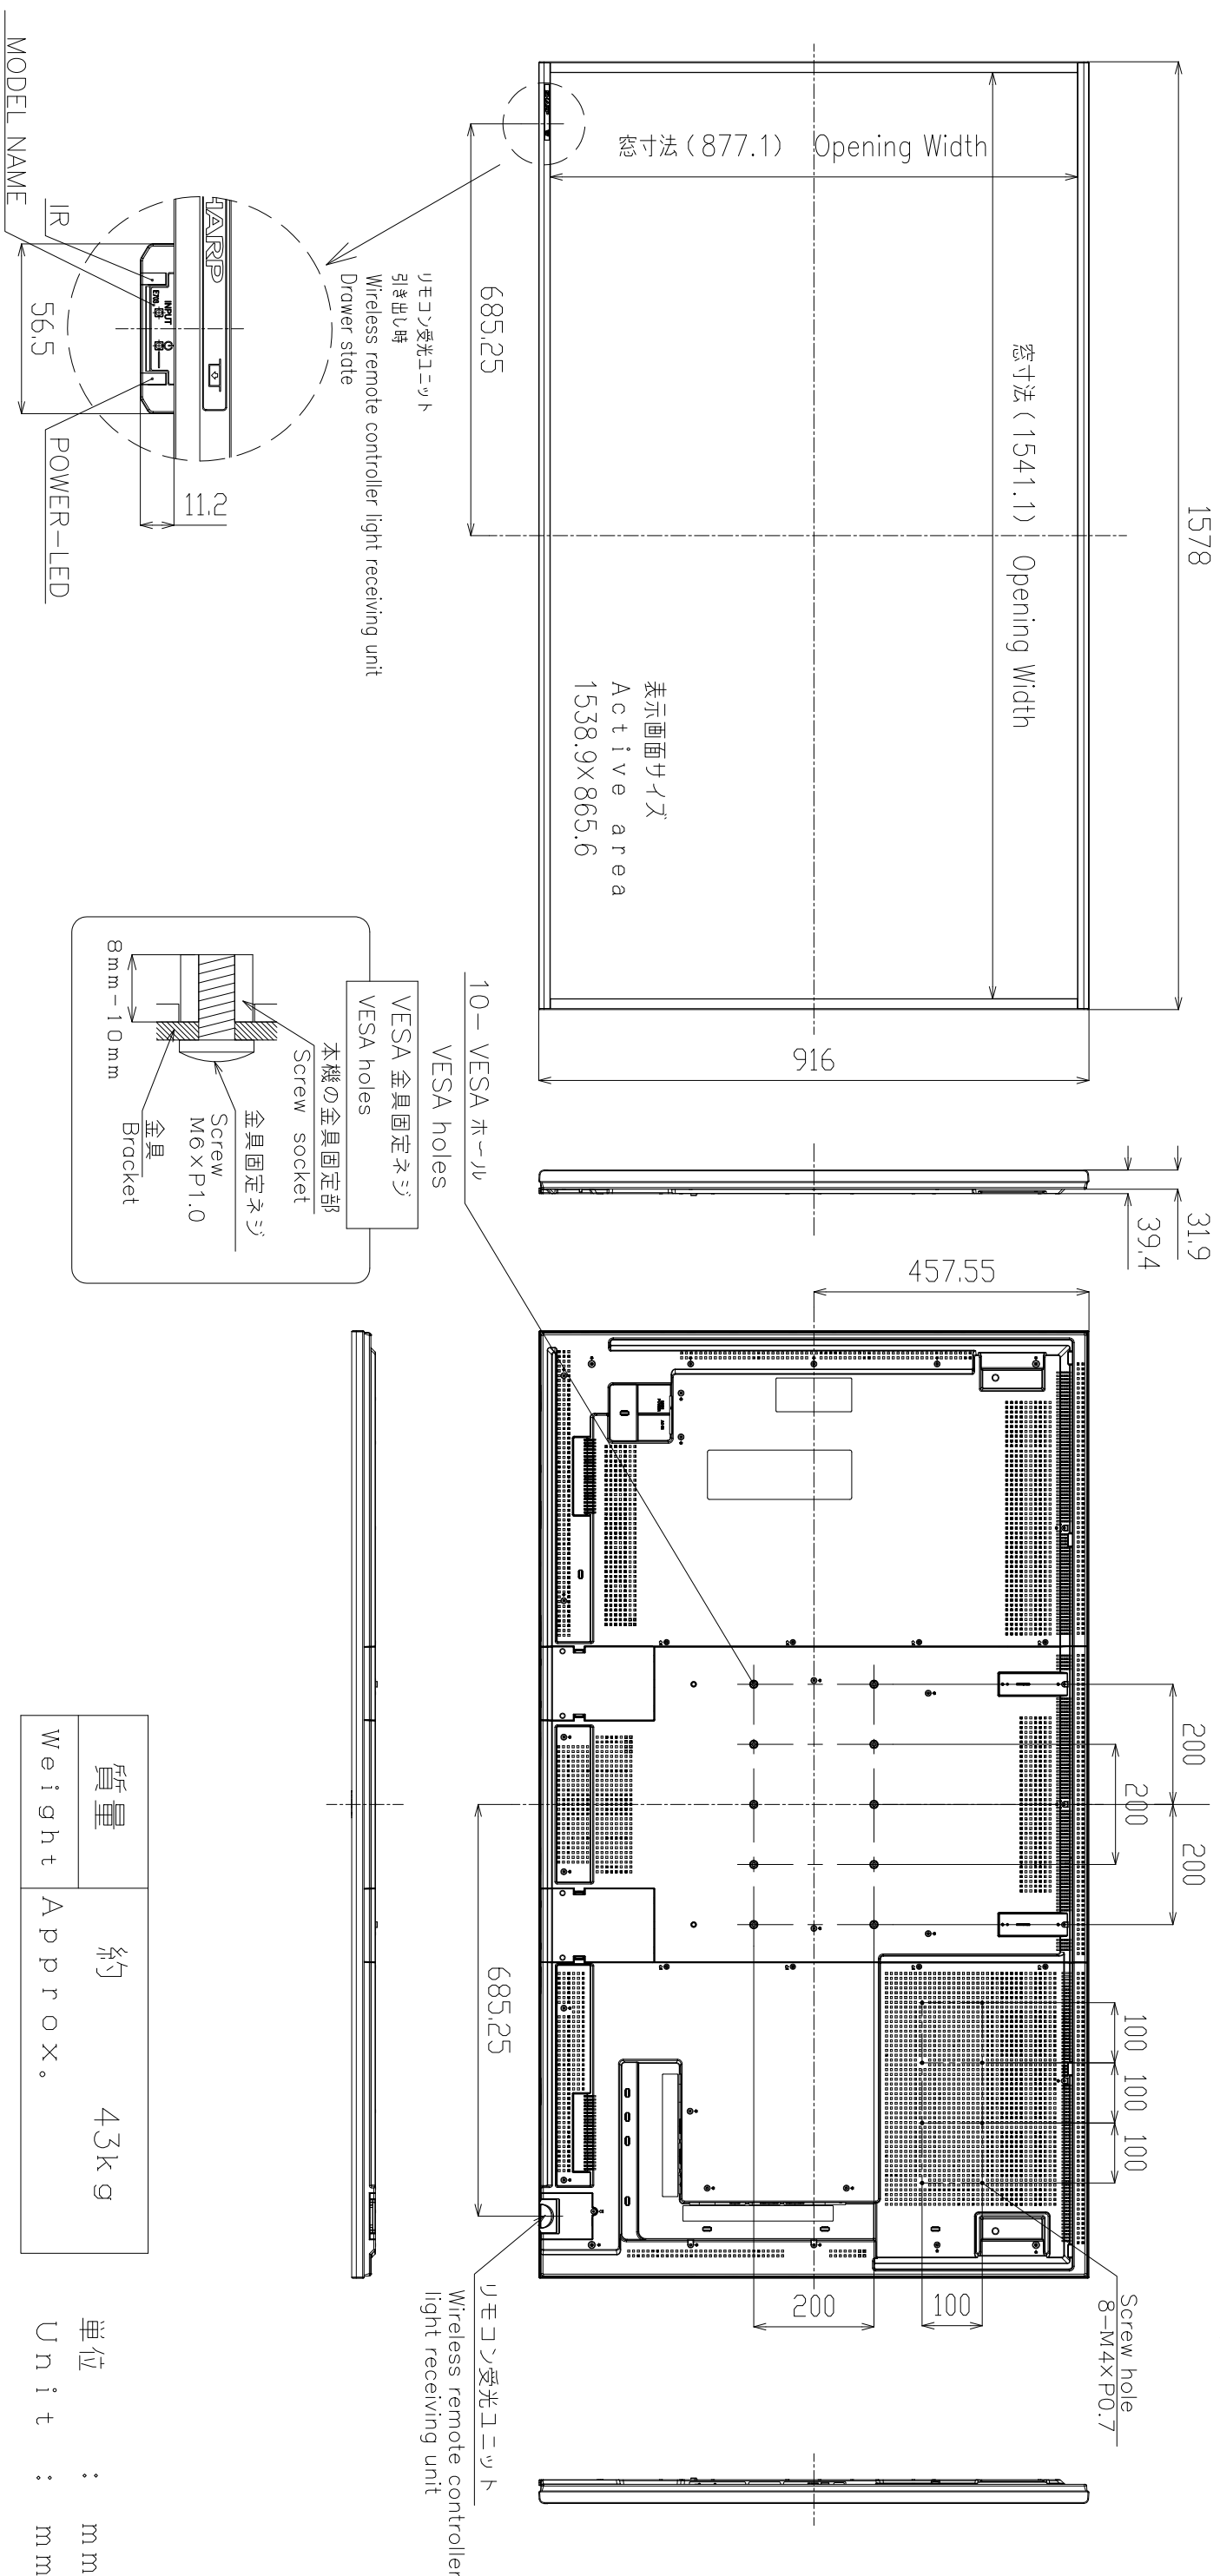 1578
窓寸法(1541.1) Opening Width
窓寸法(877.1) Opening Width
表示画面サイズ
Active area
1538.9×865.6
916
685.25
リモコン受光ユニット
引き出し時
Wireless remote controller light receiving unit
Drawer state
HARP
INPUT
IR
MODEL NAME
56.5
11.2
POWER-LED
31.9
39.4
457.55
200
200
200
100
100
100
Screw hole
8-M4×P0.7
100
200
685.25
リモコン受光ユニット
Wireless remote controller
light receiving unit
10- VESA ホール
VESA holes
VESA 金具固定ネジ
VESA holes
本機の金具固定部
Screw socket
金具固定ネジ
Screw
M6×P1.0
金具
Bracket
8mm-10mm
質量 約 43kg
Weight Approx.
単位 : mm
Unit : mm